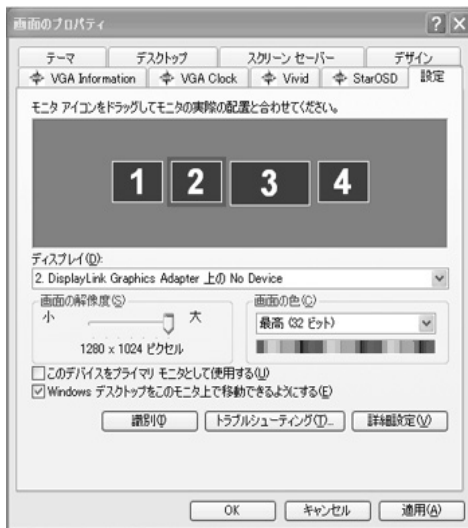 画面のプロパティ
テーマ デスクトップ スクリーン セーバー デザイン
VGA Information VGA Clock Vivid StarOSD 設定
モニタ アイコンをドラッグしてモニタの実際の配置と合わせてください。
1 2 3 4
ディスプレイ(D):
2. DisplayLink Graphics Adapter 上の No Device
画面の解像度(S) 画面の色(C)
小 大 最高 (32 ビット)
1280 x 1024 ピクセル
このデバイスをプライマリ モニタとして使用する(U)
Windows デスクトップをこのモニタ上で移動できるようにする(E)
識別(I) トラブルシューティング(T)... 詳細設定(V)
OK キャンセル 適用(A)